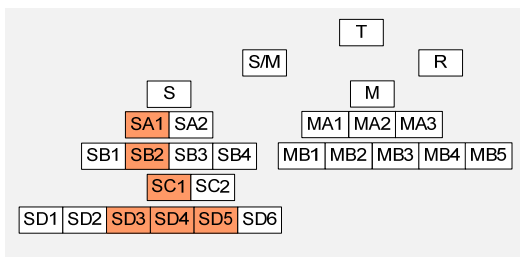 T
S/M R
S M
SA1 SA2 MA1 MA2 MA3
SB1 SB2 SB3 SB4 MB1 MB2 MB3 MB4 MB5
SC1 SC2
SD1 SD2 SD3 SD4 SD5 SD6